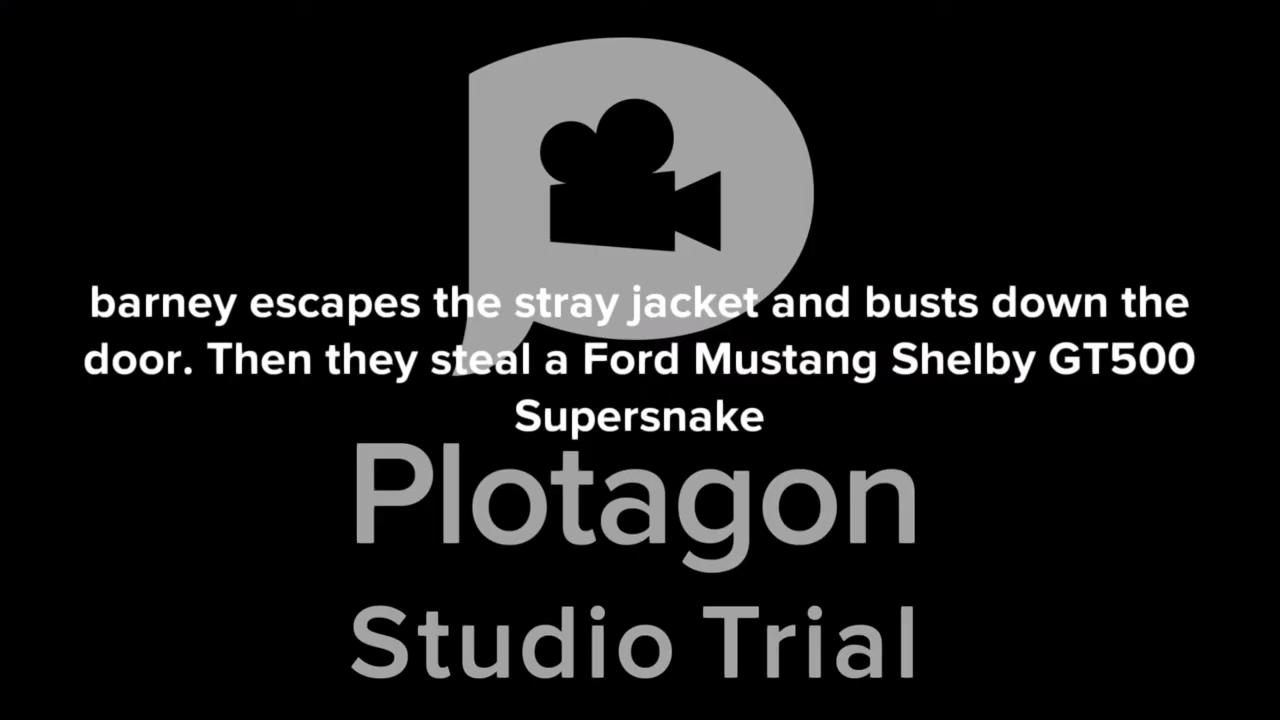 barney escapes the stray jacket and busts down the
door. Then they steal a Ford Mustang Shelby GT500
Supersnake
Plotagon
Studio Trial